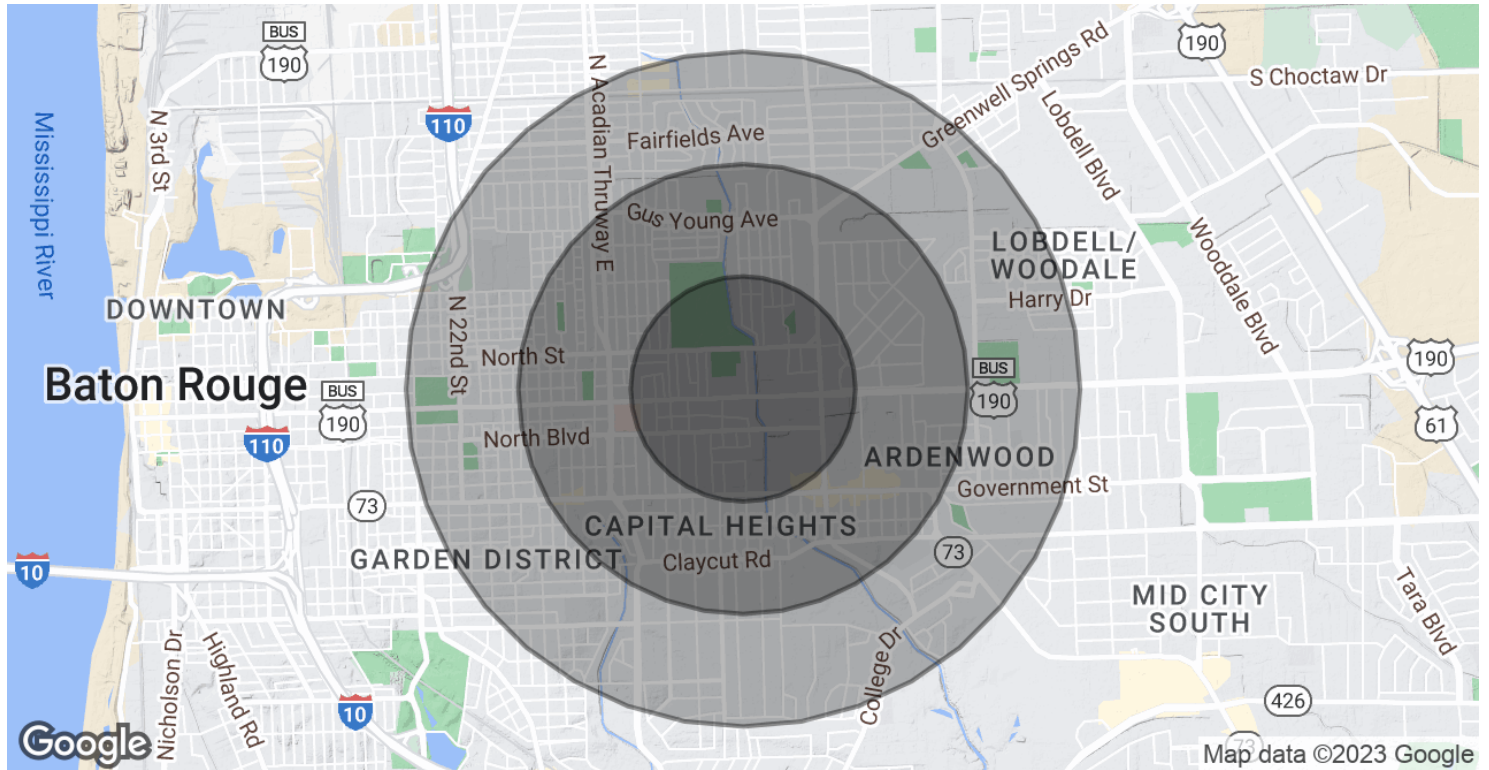 BUS
190
190
S Choctaw Dr
Greenwell Springs Rd
N Acadian Thruway E
Lobdell Blvd
110
N 3rd St
Mississippi River
Fairfields Ave
Gus Young Ave
LOBDELL/
WOODALE
Wooddale Blvd
Harry Dr
DOWNTOWN
N 22nd St
North St
190
Baton Rouge
BUS
190
BUS
190
61
North Blvd
110
ARDENWOOD
Government St
73
CAPITAL HEIGHTS
GARDEN DISTRICT
Claycut Rd
73
10
MID CITY
SOUTH
Tara Blvd
Nicholson Dr
Highland Rd
College Dr
10
426
73
Google
Map data ©2023 Google